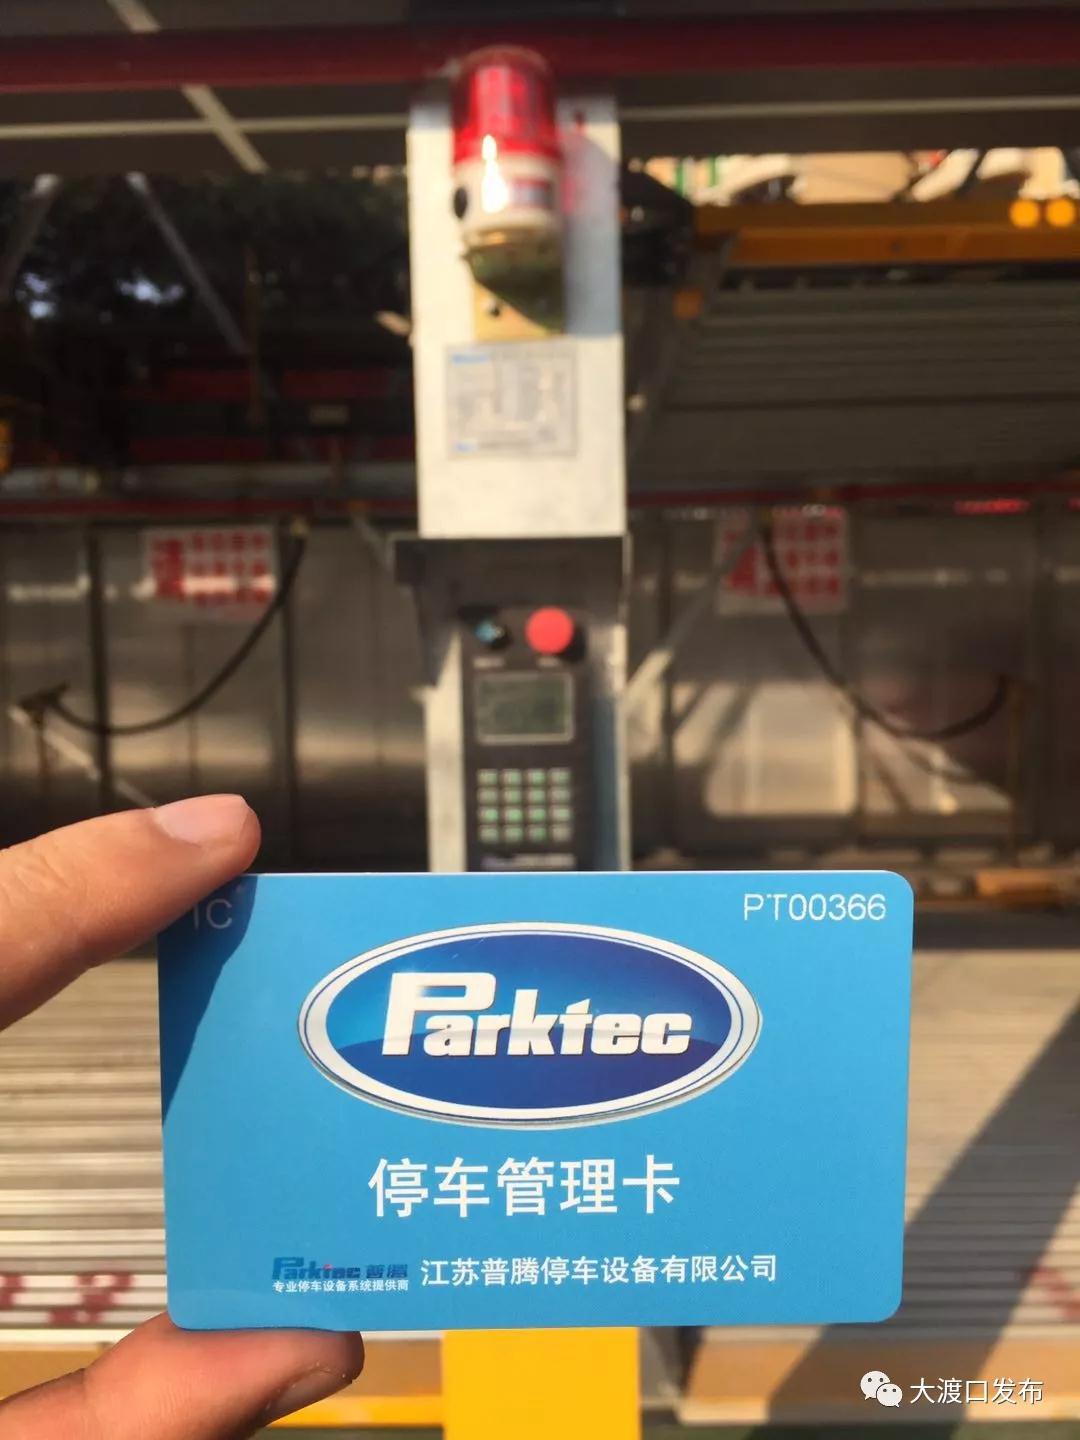 IC
PT00366
Parktec
停车管理卡
Parktec 普腾
专业停车设备系统提供商
江苏普腾停车设备有限公司
大渡口发布